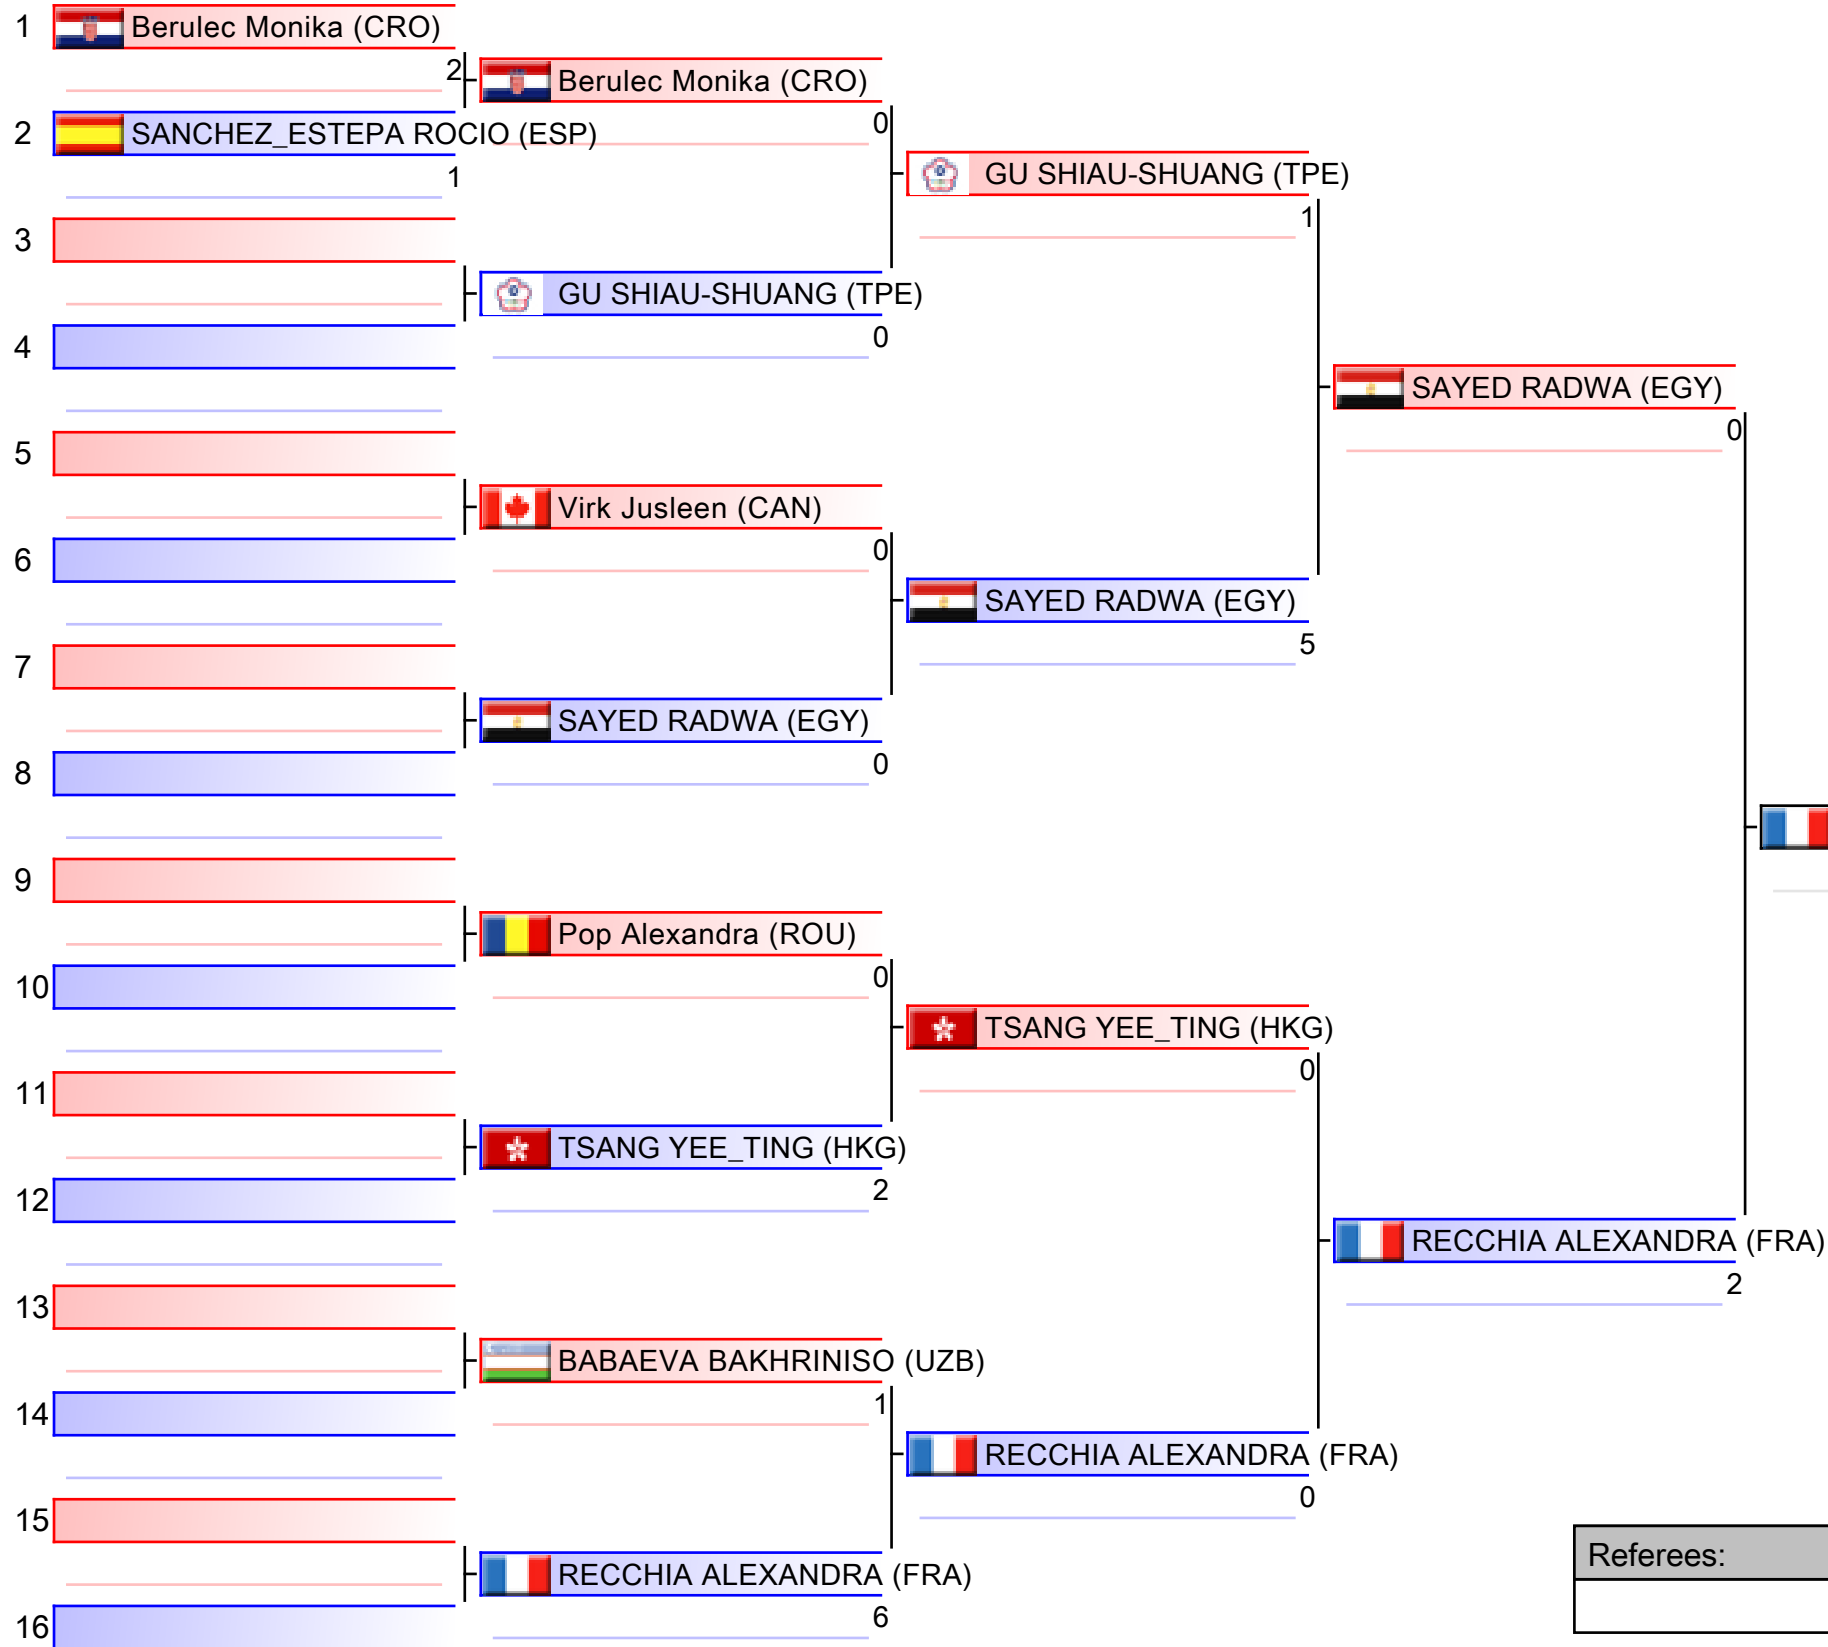 1 Berulec Monika (CRO)
2 Berulec Monika (CRO)
0
2 SANCHEZ_ESTEPA ROCIO (ESP)
1
GU SHIAU-SHUANG (TPE)
1
3
GU SHIAU-SHUANG (TPE)
0
4
SAYED RADWA (EGY)
0
5
Virk Jusleen (CAN)
0
6
SAYED RADWA (EGY)
5
7
SAYED RADWA (EGY)
0
8
9
Pop Alexandra (ROU)
0
10
TSANG YEE_TING (HKG)
0
11
TSANG YEE_TING (HKG)
2
12
RECCHIA ALEXANDRA (FRA)
2
13
BABAEVA BAKHRINISO (UZB)
1
14
RECCHIA ALEXANDRA (FRA)
0
15
RECCHIA ALEXANDRA (FRA)
6
16
Referees: